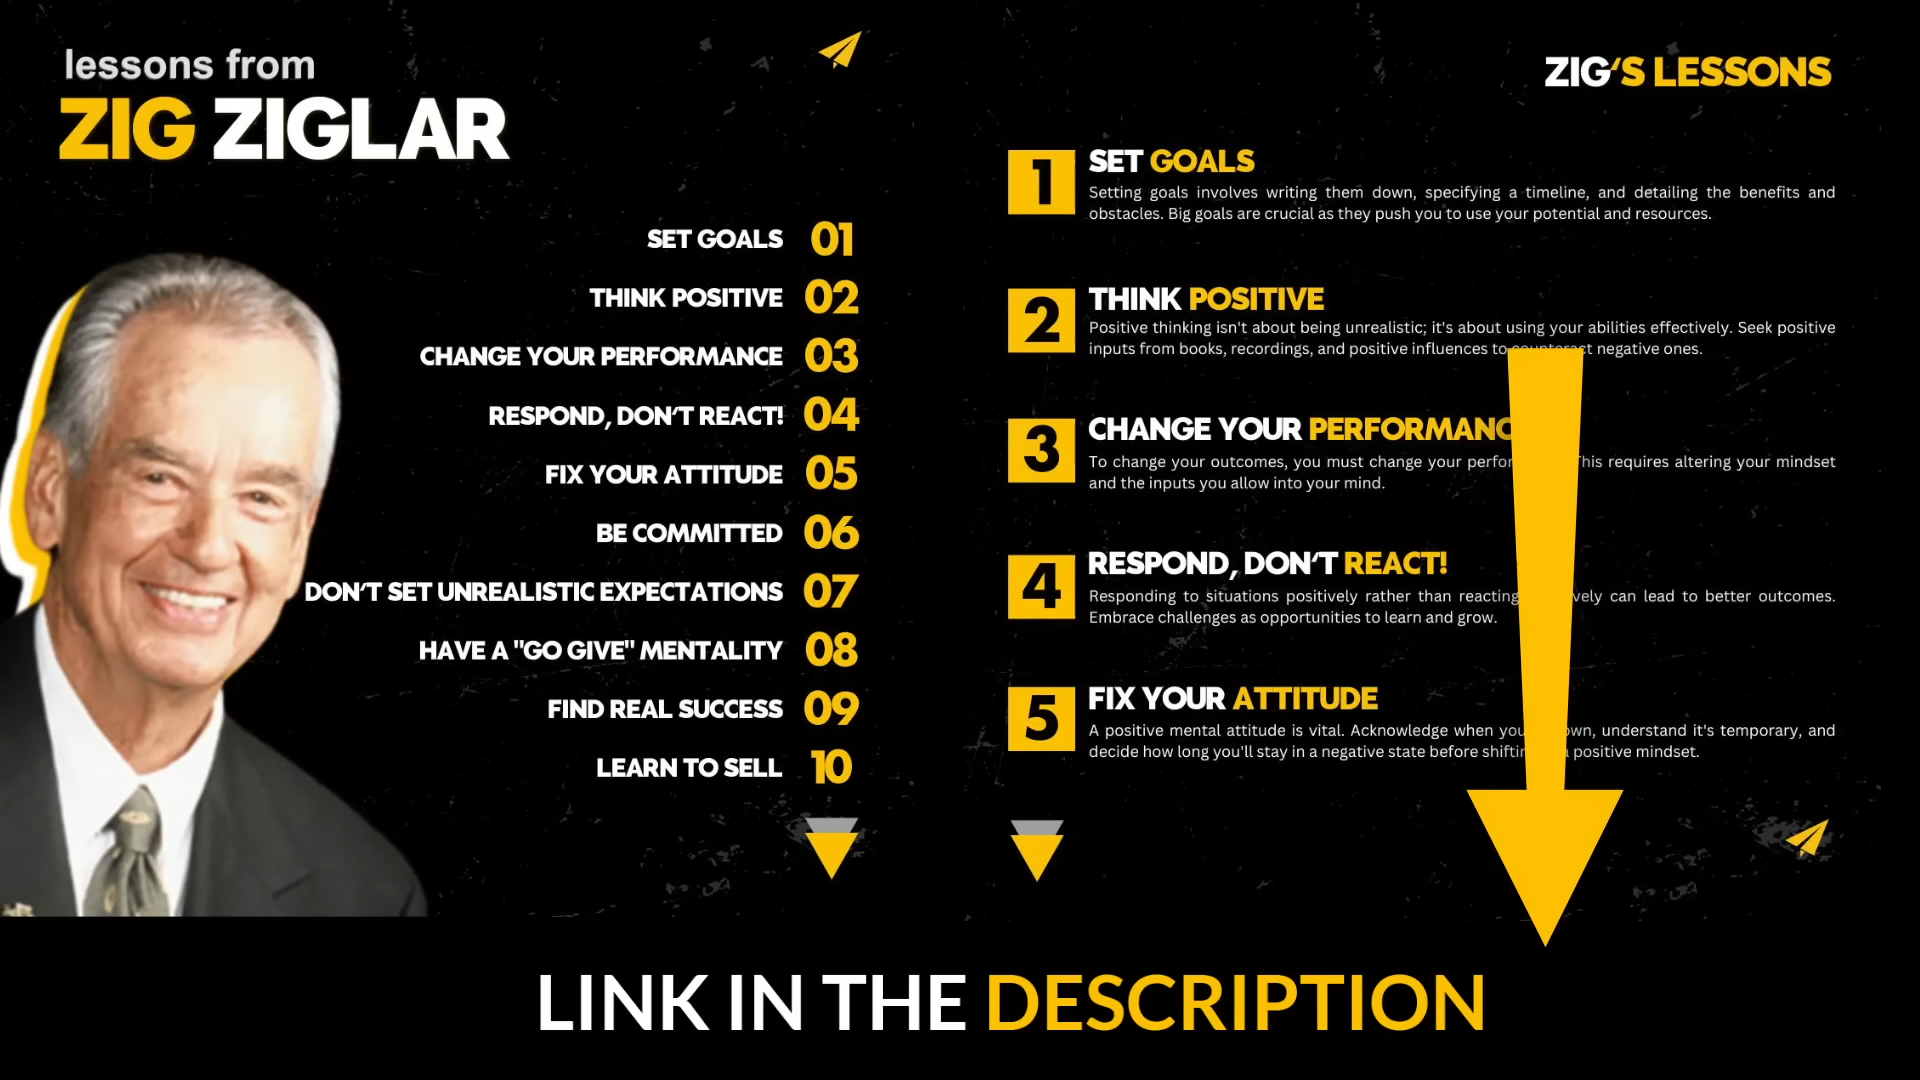 lessons from
ZIG ZIGLAR
SET GOALS 01
THINK POSITIVE 02
CHANGE YOUR PERFORMANCE 03
RESPOND, DON'T REACT! 04
FIX YOUR ATTITUDE 05
BE COMMITTED 06
DON'T SET UNREALISTIC EXPECTATIONS 07
HAVE A "GO GIVE" MENTALITY 08
FIND REAL SUCCESS 09
LEARN TO SELL 10
ZIG'S LESSONS
1 SET GOALS
Setting goals involves writing them down, specifying a timeline, and detailing the benefits and
obstacles. Big goals are crucial as they push you to use your potential and resources.
2 THINK POSITIVE
Positive thinking isn't about being unrealistic; it's about using your abilities effectively. Seek positive
inputs from books, recordings, and positive influences to counteract negative ones.
3 CHANGE YOUR
To change your outcomes, you must change your requires altering your mindset
and the inputs you allow into your mind.
4 RESPOND, DON'T REACT!
Responding to situations positively rather than reacting can lead to better outcomes.
Embrace challenges as opportunities to learn and grow.
5 FIX YOUR ATTITUDE
A positive mental attitude is vital. Acknowledge when understand it's temporary, and
decide how long you'll stay in a negative state before positive mindset.
LINK IN THE DESCRIPTION